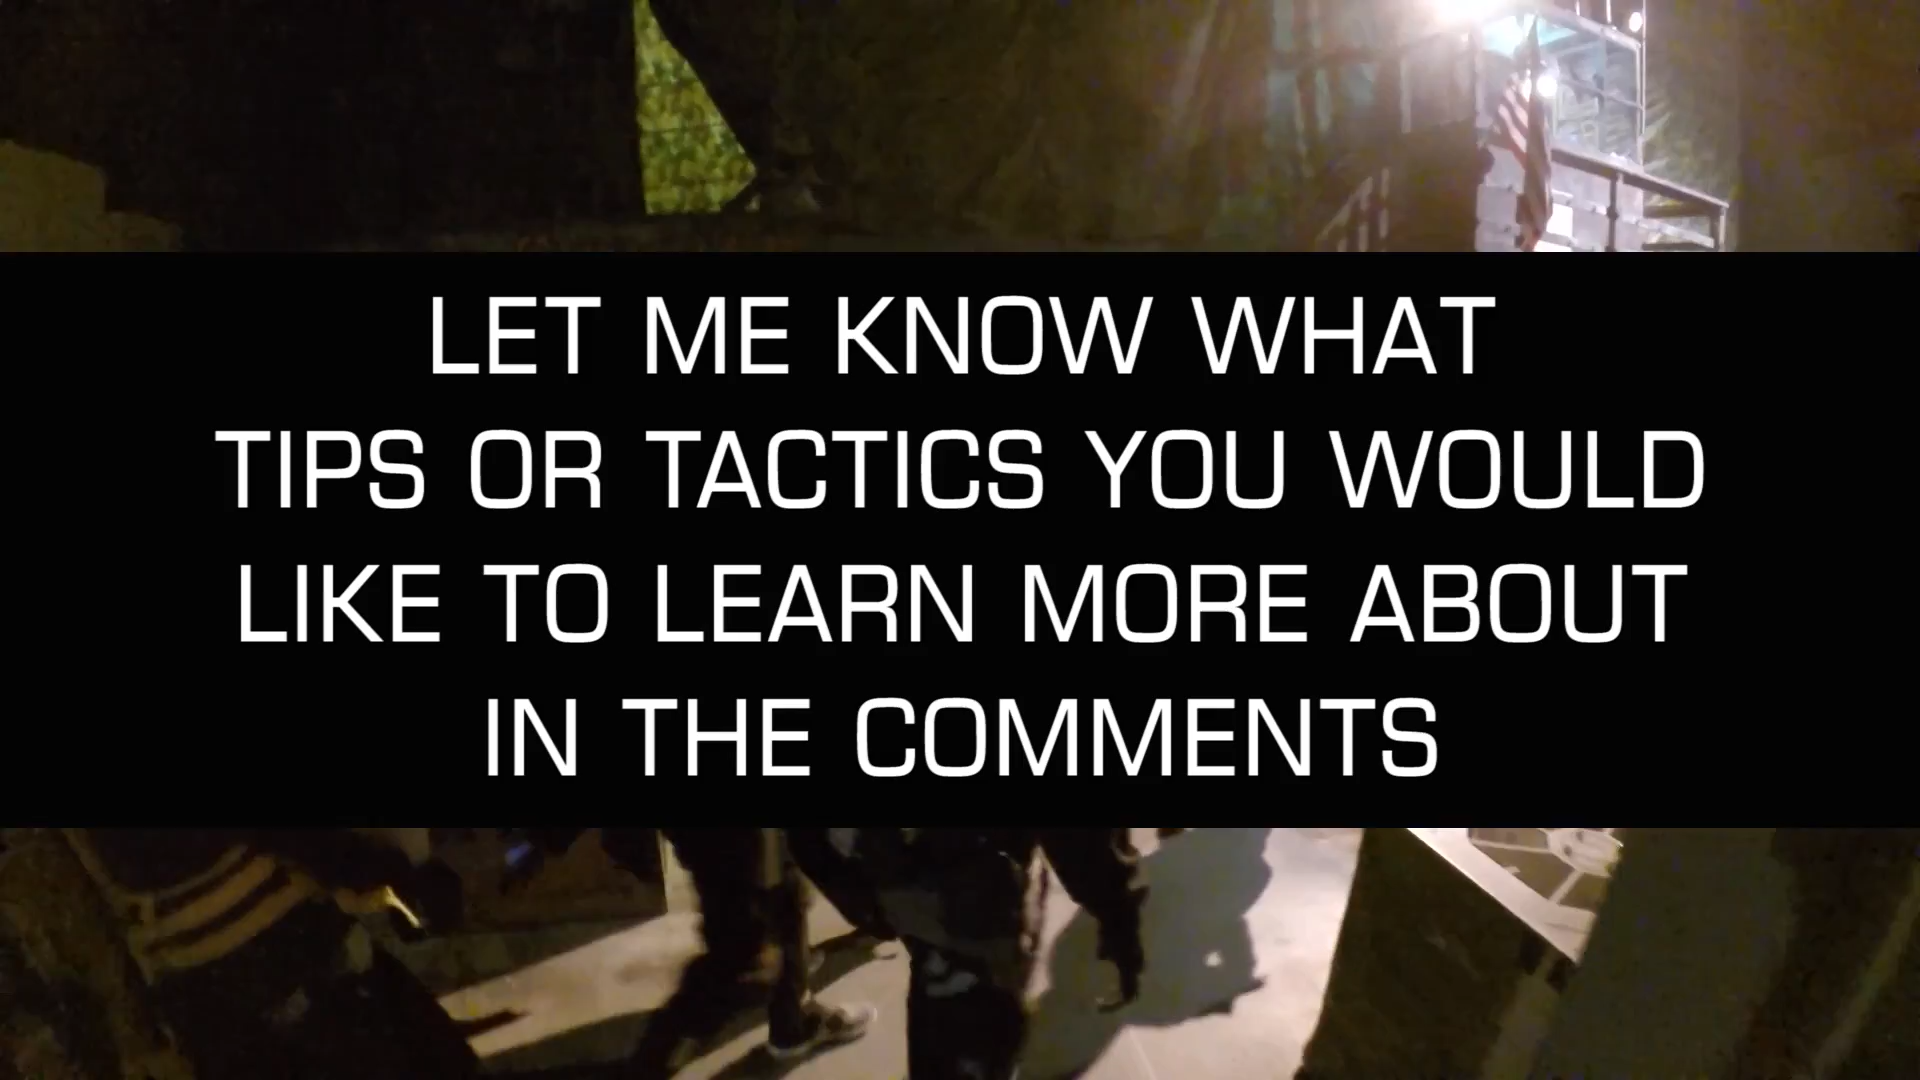 LET ME KNOW WHAT
TIPS OR TACTICS YOU WOULD
LIKE TO LEARN MORE ABOUT
IN THE COMMENTS